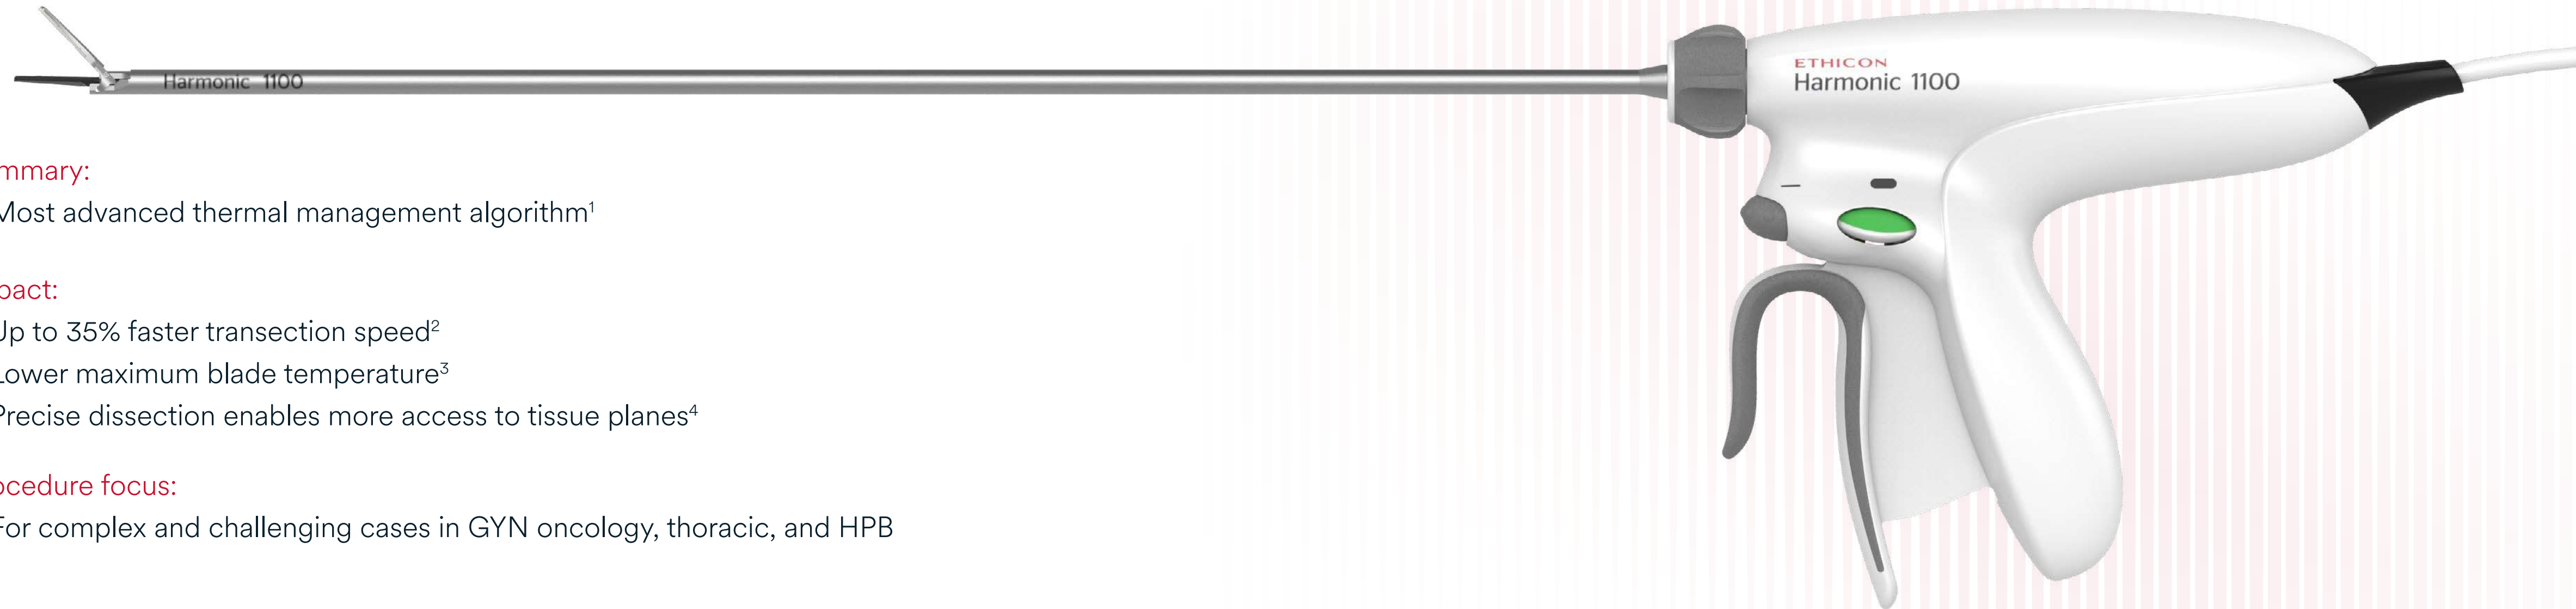 Harmonic 1100
ETHICON
Harmonic 1100
mmary:
Most advanced thermal management algorithm¹
pact:
Up to 35% faster transection speed²
Lower maximum blade temperature³
Precise dissection enables more access to tissue planes⁴
ocedure focus:
For complex and challenging cases in GYN oncology, thoracic, and HPB